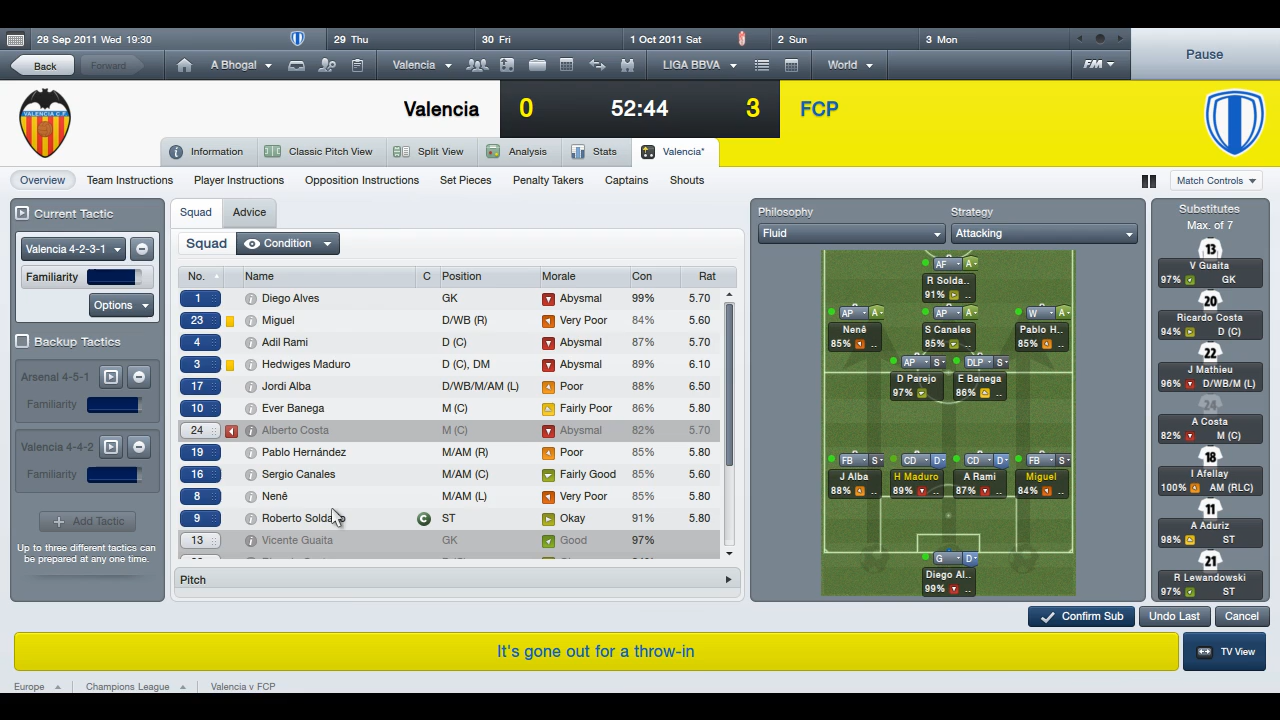 28 Sep 2011 Wed 19:30
29 Thu
30 Fri
1 Oct 2011 Sat
2 Sun
3 Mon
Back
Forward
A Bhogal
Valencia
LIGA BBVA
World
FM
Pause
Valencia
0
52:44
3
FCP
Information
Classic Pitch View
Split View
Analysis
Stats
Valencia*
Overview
Team Instructions
Player Instructions
Opposition Instructions
Set Pieces
Penalty Takers
Captains
Shouts
Match Controls
Current Tactic
Valencia 4-2-3-1
Familiarity
Options
Backup Tactics
Arsenal 4-5-1
Familiarity
Valencia 4-4-2
Familiarity
Add Tactic
Up to three different tactics can
be prepared at any one time.
Squad
Advice
Squad
Condition
No. Name C Position Morale Con Rat
1 Diego Alves GK Abysmal 99% 5.70
23 Miguel D/WB (R) Very Poor 84% 5.60
4 Adil Rami D (C) Abysmal 87% 5.70
3 Hedwiges Maduro D (C), DM Abysmal 89% 6.10
17 Jordi Alba D/WB/M/AM (L) Poor 88% 6.50
10 Ever Banega M (C) Fairly Poor 86% 5.80
24 Alberto Costa M (C) Abysmal 82% 5.70
19 Pablo Hernández M/AM (R) Poor 85% 5.80
16 Sergio Canales M/AM (C) Fairly Good 85% 5.60
8 Nenê M/AM (L) Very Poor 85% 5.80
9 Roberto C ST Okay 91% 5.80
13 Vicente Guaita GK Good 97%
Pitch
Philosophy
Strategy
Fluid
Attacking
AF A
R Solda..
91% ..
AP A
AP A
W A
Nenê
S Canales
Pablo H..
85% ..
85% ..
85% ..
AP S
DLP S
D Parejo
E Banega
97% ..
86% ..
FB S
CD D
CD D
FB S
J Alba
H Maduro
A Rami
Miguel
88% ..
89% ..
87% ..
84% ..
G D
Diego Al..
99% ..
Substitutes
Max. of 7
13
V Guaita
97% GK
20
Ricardo Costa
94% D (C)
22
J Mathieu
96% D/WB/M (L)
24
A Costa
82% M (C)
18
I Afellay
100% AM (RLC)
11
A Aduriz
98% ST
21
R Lewandowski
97% ST
Confirm Sub
Undo Last
Cancel
It's gone out for a throw-in
TV View
Europe
Champions League
Valencia v FCP